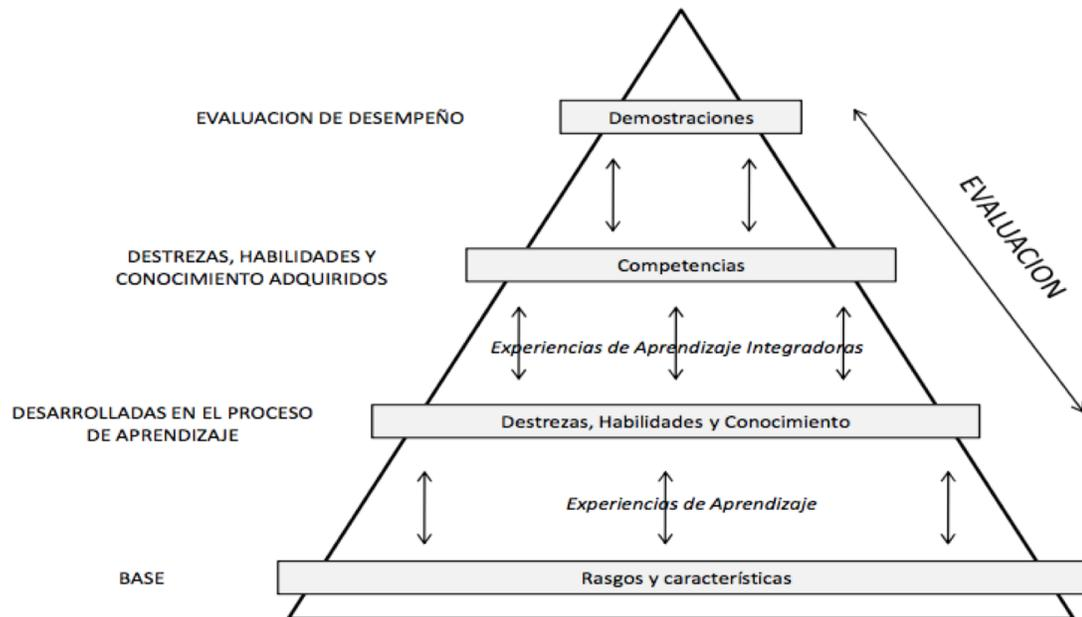 EVALUACION DE DESEMPEÑO
Demostraciones
EVALUACION
DESTREZAS, HABILIDADES Y
CONOCIMIENTO ADQUIRIDOS
Competencias
Experiencias de Aprendizaje Integradoras
DESARROLLADAS EN EL PROCESO
DE APRENDIZAJE
Destrezas, Habilidades y Conocimiento
Experiencias de Aprendizaje
BASE
Rasgos y características